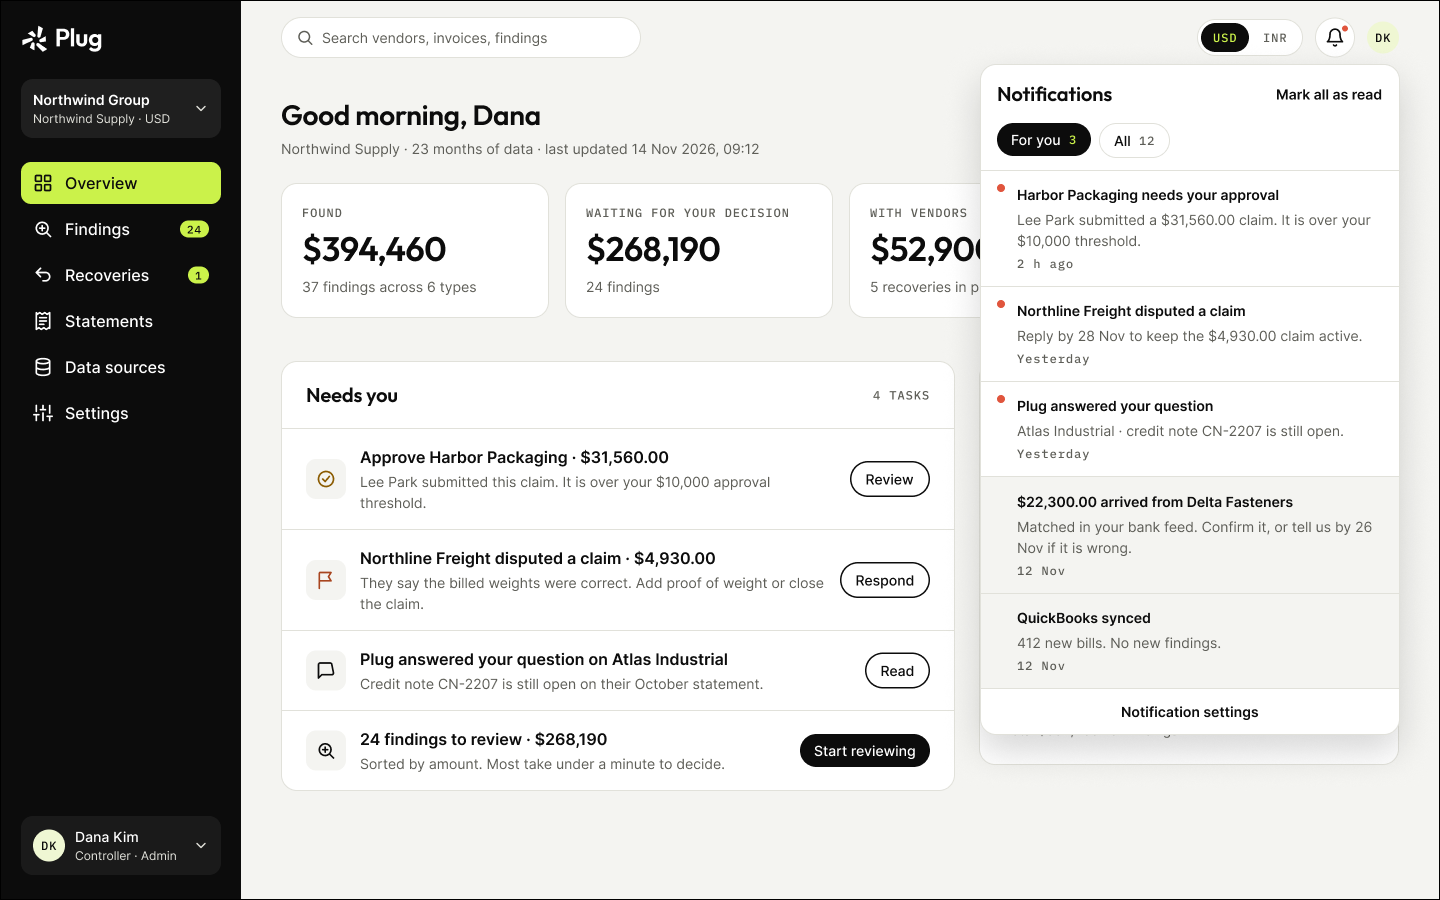 Plug
Northwind Group
Northwind Supply · USD
Overview
Findings 24
Recoveries 1
Statements
Data sources
Settings
DK
Dana Kim
Controller · Admin
Search vendors, invoices, findings
USD INR
DK
Good morning, Dana
Northwind Supply · 23 months of data · last updated 14 Nov 2026, 09:12
FOUND
$394,460
37 findings across 6 types
WAITING FOR YOUR DECISION
$268,190
24 findings
WITH VENDORS
$52,900
5 recoveries in p
Needs you
4 TASKS
Approve Harbor Packaging · $31,560.00
Lee Park submitted this claim. It is over your $10,000 approval
threshold.
Review
Northline Freight disputed a claim · $4,930.00
They say the billed weights were correct. Add proof of weight or close
the claim.
Respond
Plug answered your question on Atlas Industrial
Credit note CN-2207 is still open on their October statement.
Read
24 findings to review · $268,190
Sorted by amount. Most take under a minute to decide.
Start reviewing
Notifications
Mark all as read
For you 3
All 12
Harbor Packaging needs your approval
Lee Park submitted a $31,560.00 claim. It is over your
$10,000 threshold.
2 h ago
Northline Freight disputed a claim
Reply by 28 Nov to keep the $4,930.00 claim active.
Yesterday
Plug answered your question
Atlas Industrial · credit note CN-2207 is still open.
Yesterday
$22,300.00 arrived from Delta Fasteners
Matched in your bank feed. Confirm it, or tell us by 26
Nov if it is wrong.
12 Nov
QuickBooks synced
412 new bills. No new findings.
12 Nov
Notification settings